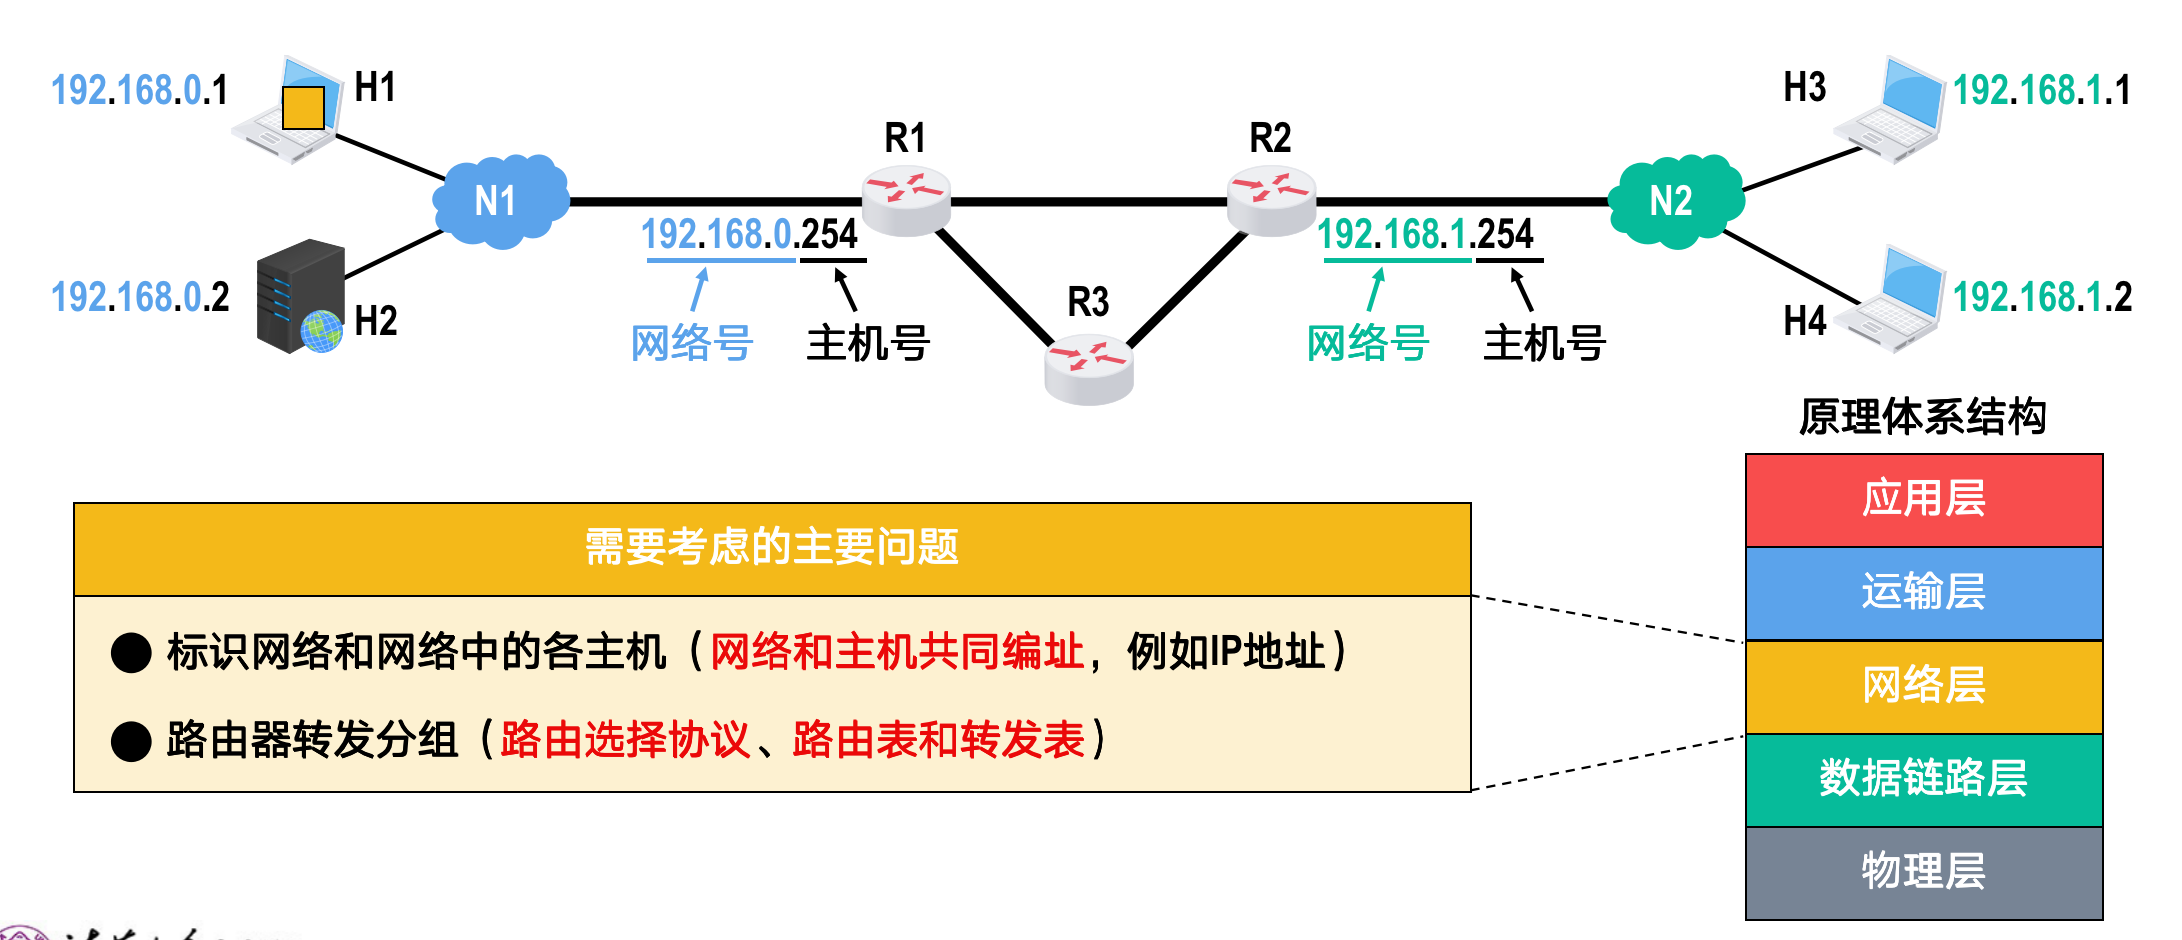 192.168.0.1
H1
H3
192.168.1.1
R1
R2
N1
N2
192.168.0.254
192.168.1.254
192.168.0.2
H2
R3
H4
192.168.1.2
网络号
主机号
网络号
主机号
原理体系结构
应用层
需要考虑的主要问题
运输层
●标识网络和网络中的各主机（网络和主机共同编址，例如IP地址）
网络层
●路由器转发分组（路由选择协议、路由表和转发表）
数据链路层
物理层